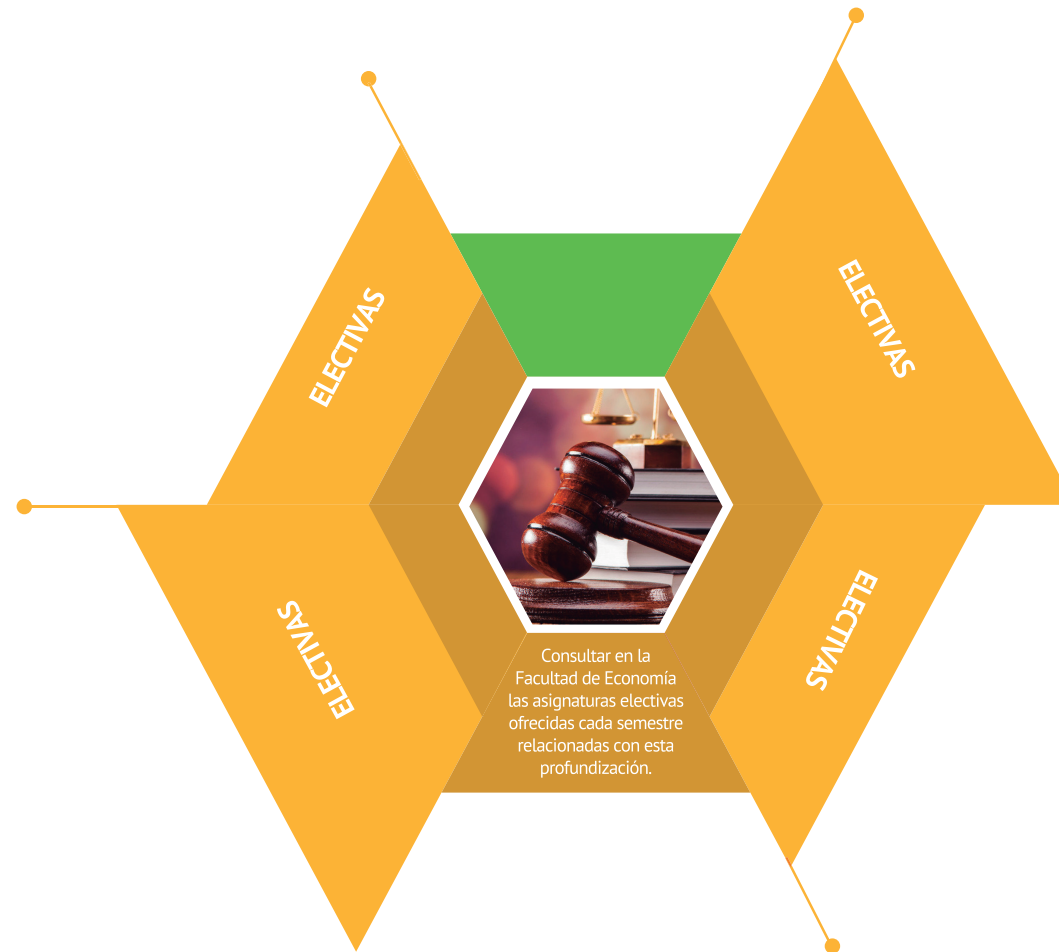 ELECTIVAS
ELECTIVAS
ELECTIVAS
ELECTIVAS
Consultar en la
Facultad de Economía
las asignaturas electivas
ofrecidas cada semestre
relacionadas con esta
profundización.